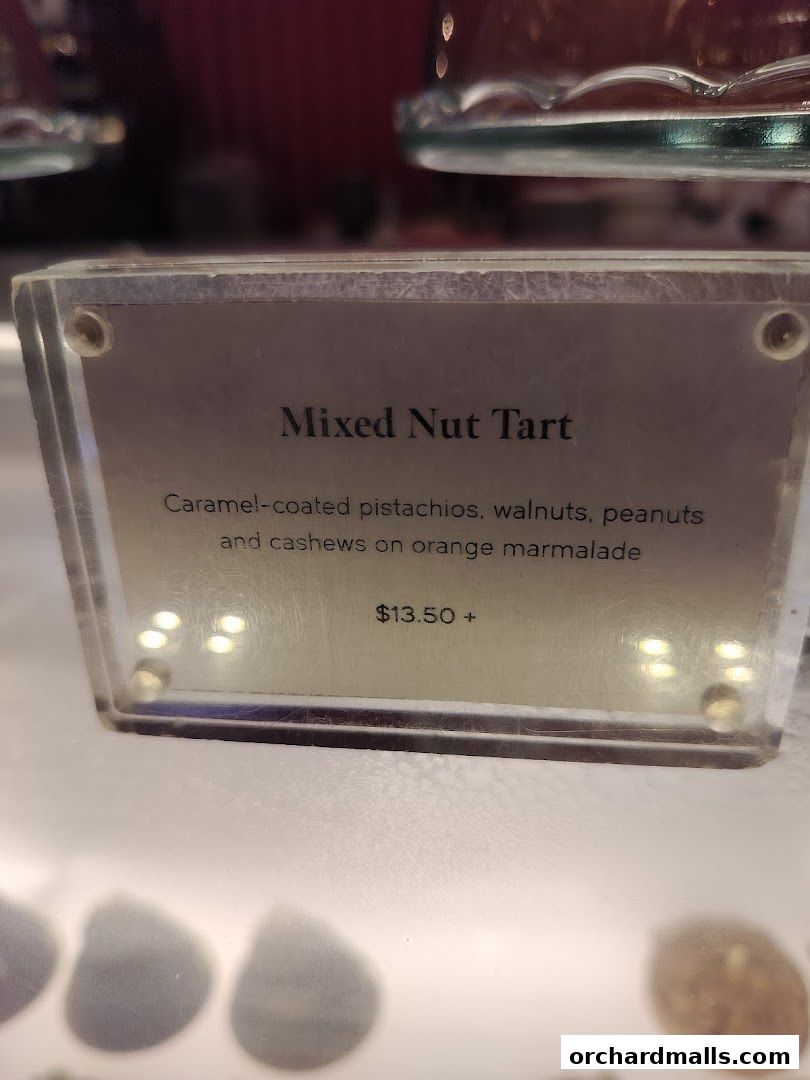 Mixed Nut Tart
Caramel-coated pistachios, walnuts, peanuts
and cashews on orange marmalade
$13.50 +
orchardmalls.com